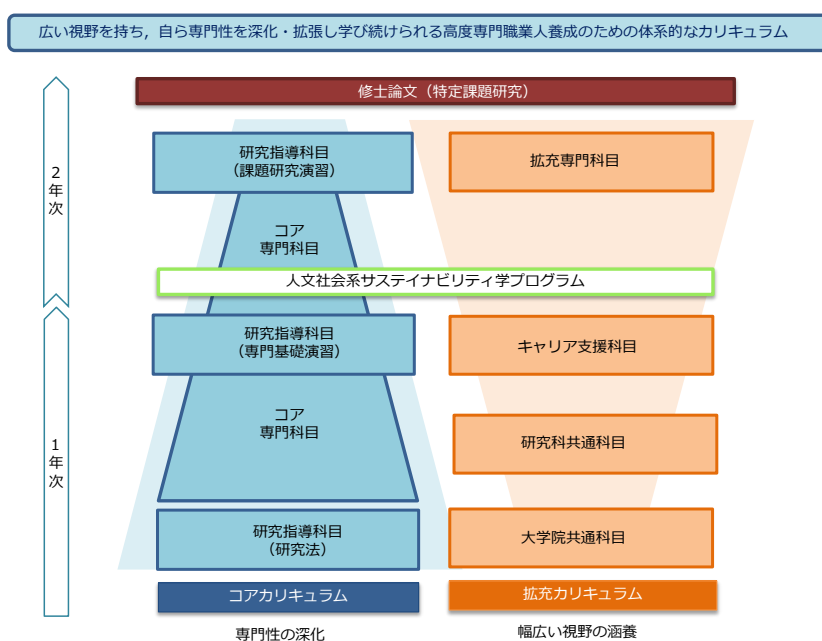 広い視野を持ち，自ら専門性を深化・拡張し学び続けられる高度専門職業人養成のための体系的なカリキュラム
修士論文（特定課題研究）
2年次
研究指導科目
（課題研究演習）
拡充専門科目
コア
専門科目
人文社会系サステイナビリティ学プログラム
1年次
研究指導科目
（専門基礎演習）
キャリア支援科目
コア
専門科目
研究科共通科目
研究指導科目
（研究法）
大学院共通科目
コアカリキュラム
拡充カリキュラム
専門性の深化
幅広い視野の涵養